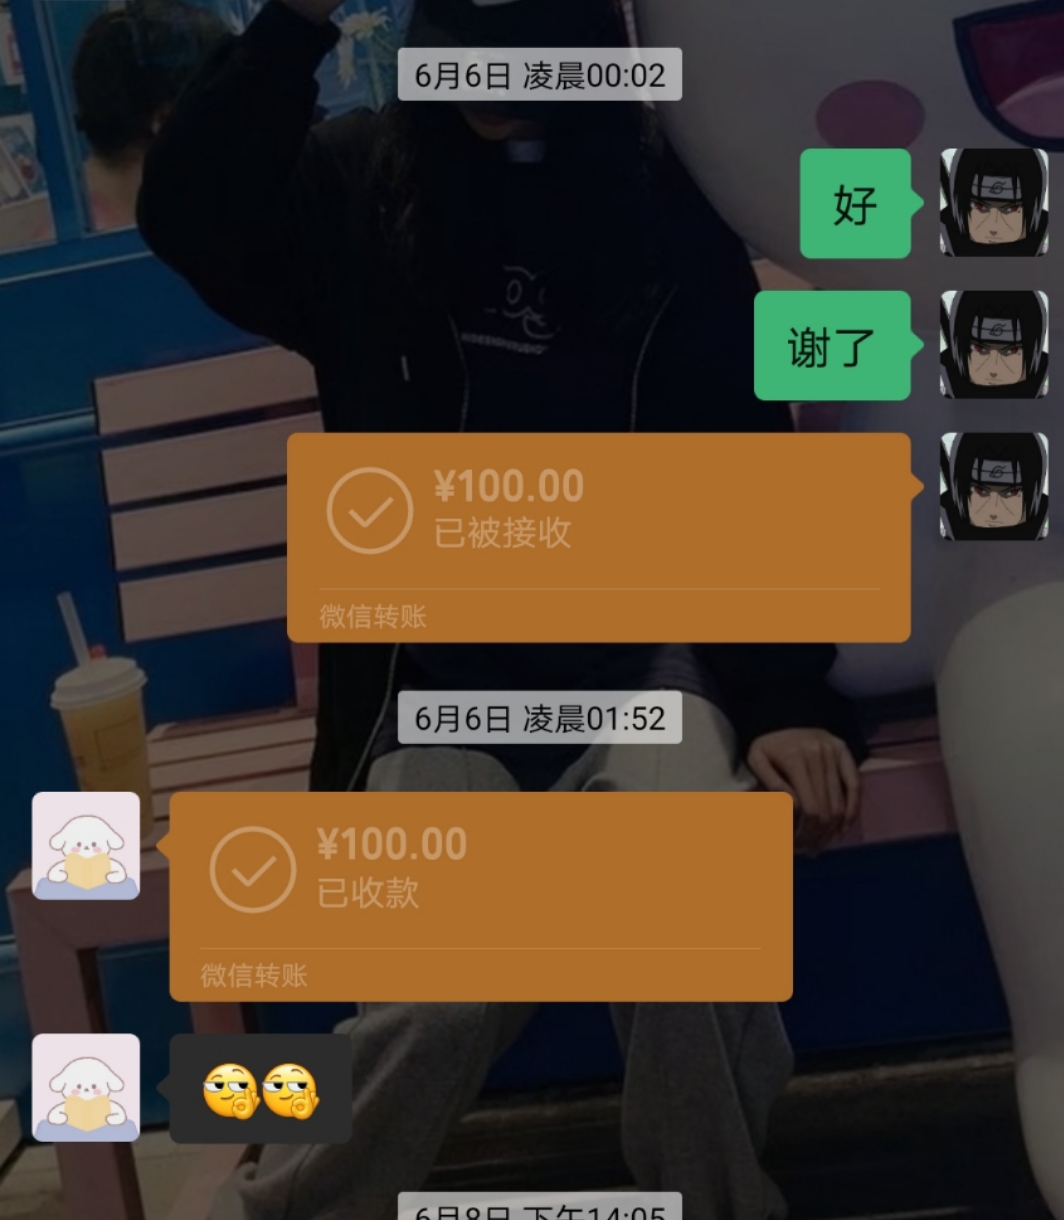 6月6日 凌晨00:02
好
谢了
¥100.00
已被接收
微信转账
6月6日 凌晨01:52
¥100.00
已收款
微信转账
6月8日 下午14:05